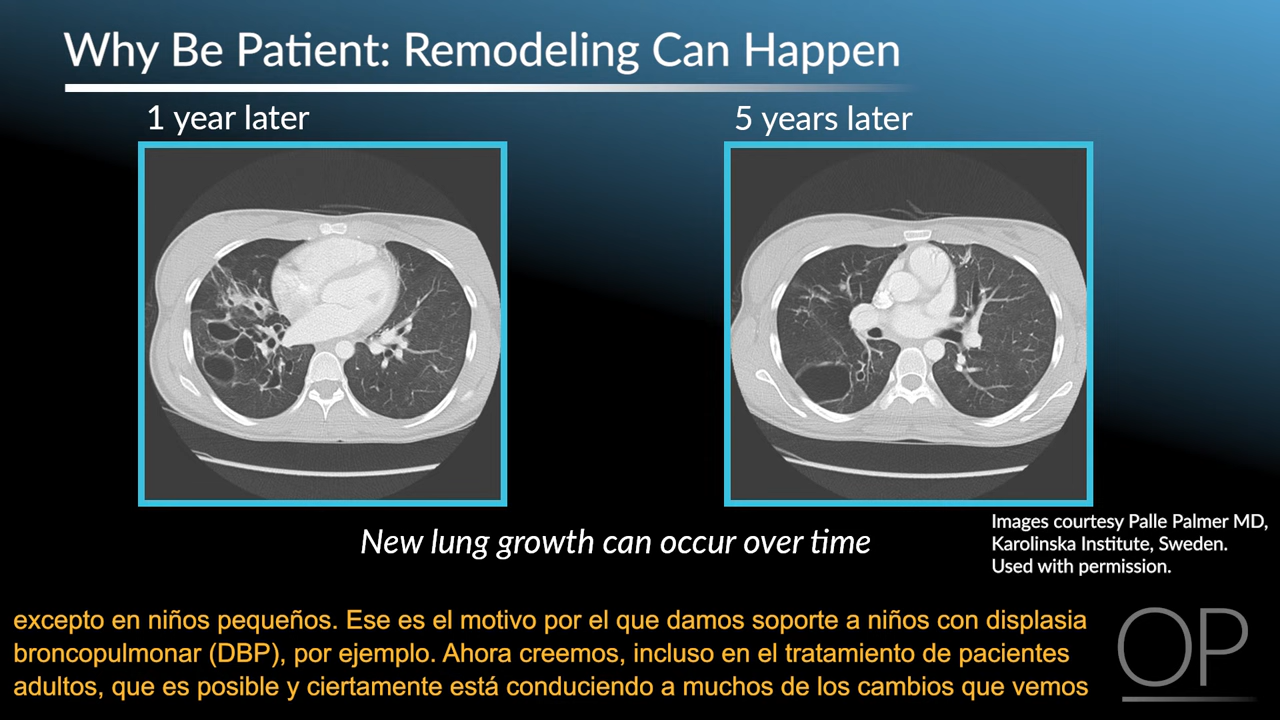 Why Be Patient: Remodeling Can Happen
1 year later
5 years later
New lung growth can occur over time
Images courtesy Palle Palmer MD,
Karolinska Institute, Sweden.
Used with permission.
excepto en niños pequeños. Ese es el motivo por el que damos soporte a niños con displasia
broncopulmonar (DBP), por ejemplo. Ahora creemos, incluso en el tratamiento de pacientes
adultos, que es posible y ciertamente está conduciendo a muchos de los cambios que vemos
OP